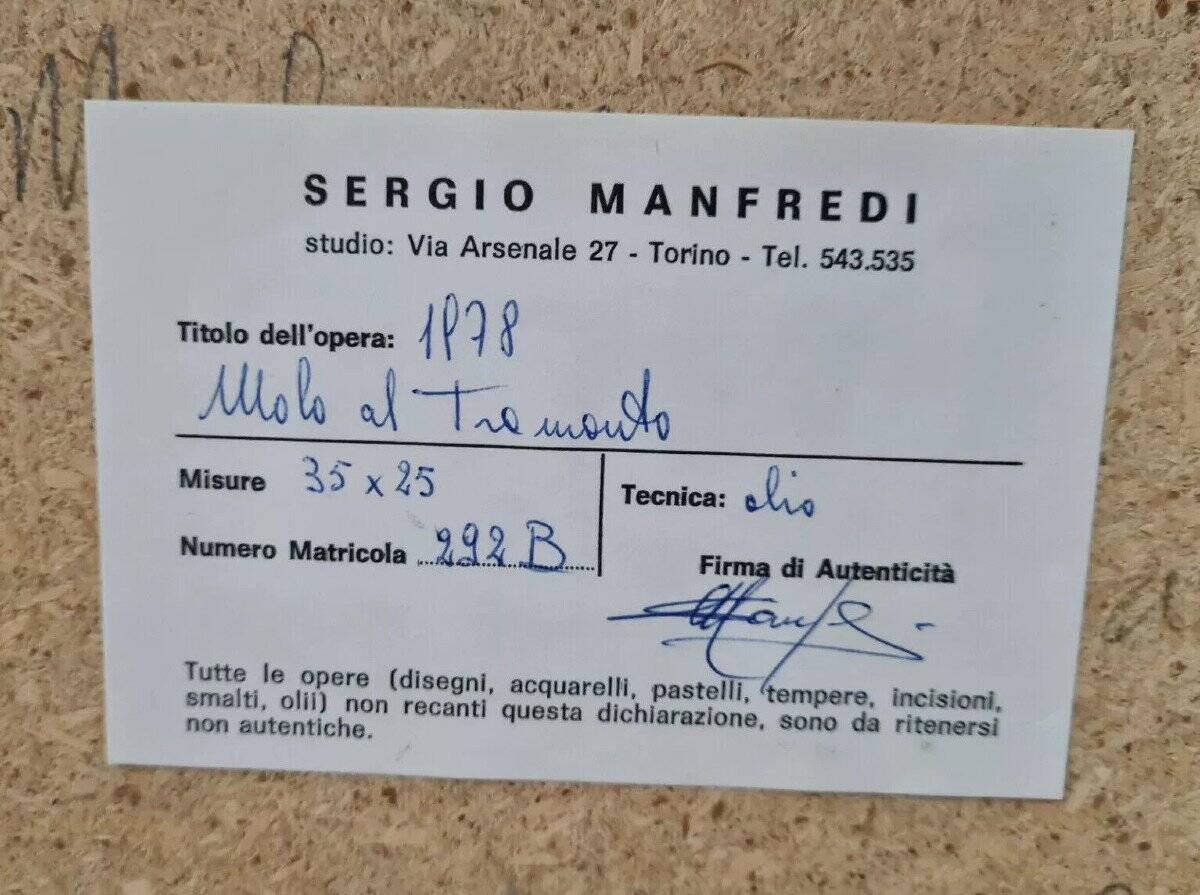 SERGIO MANFREDI
studio: Via Arsenale 27 - Torino - Tel. 543.535
Titolo dell'opera: 1978
Molo al Tramonto
Misure 35 x 25
Tecnica: olio
Numero Matricola 292 B
Firma di Autenticità
Tutte le opere (disegni, acquarelli, pastelli, tempere, incisioni,
smalti, olii) non recanti questa dichiarazione, sono da ritenersi
non autentiche.